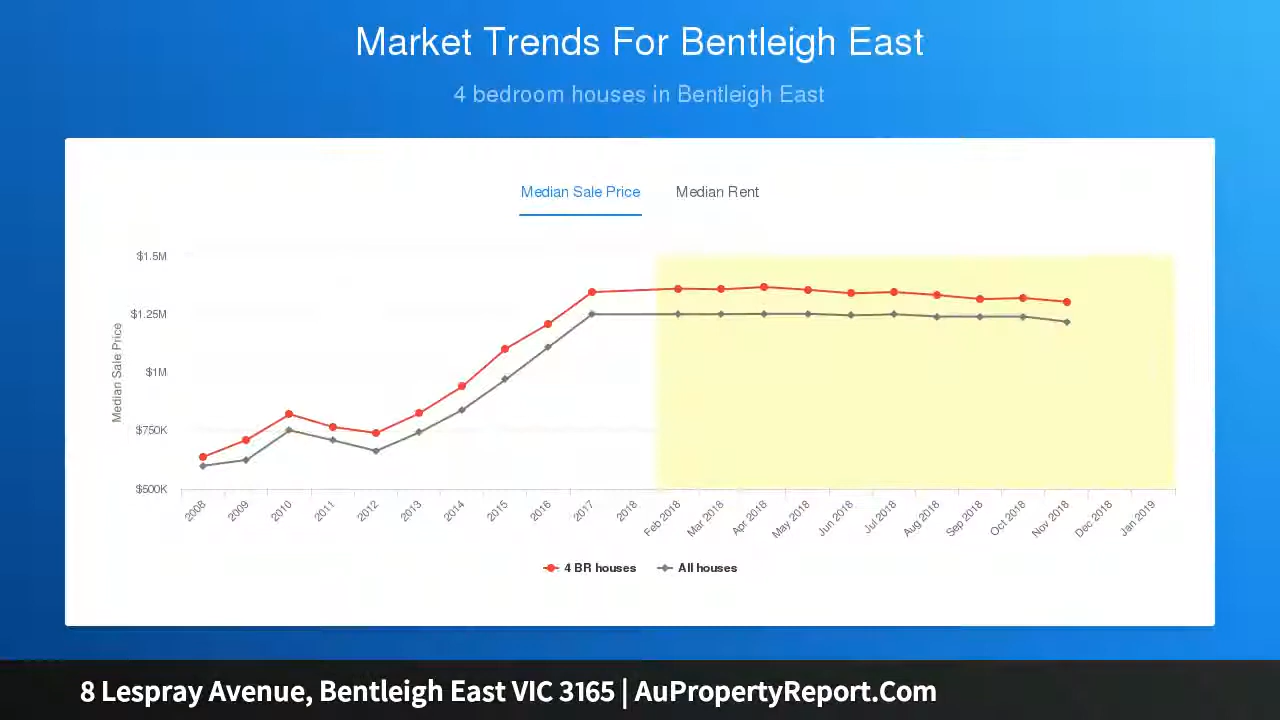 Market Trends For Bentleigh East
4 bedroom houses in Bentleigh East
Median Sale Price Median Rent
$1.5M
$1.25M
$1M
$750K
$500K
Median Sale Price
2008 2009 2010 2011 2012 2013 2014 2015 2016 2017 2018 Feb 2018 Mar 2018 Apr 2018 May 2018 Jun 2018 Jul 2018 Aug 2018 Sep 2018 Oct 2018 Nov 2018 Dec 2018 Jan 2019
4 BR houses All houses
8 Lespray Avenue, Bentleigh East VIC 3165 | AuPropertyReport.Com